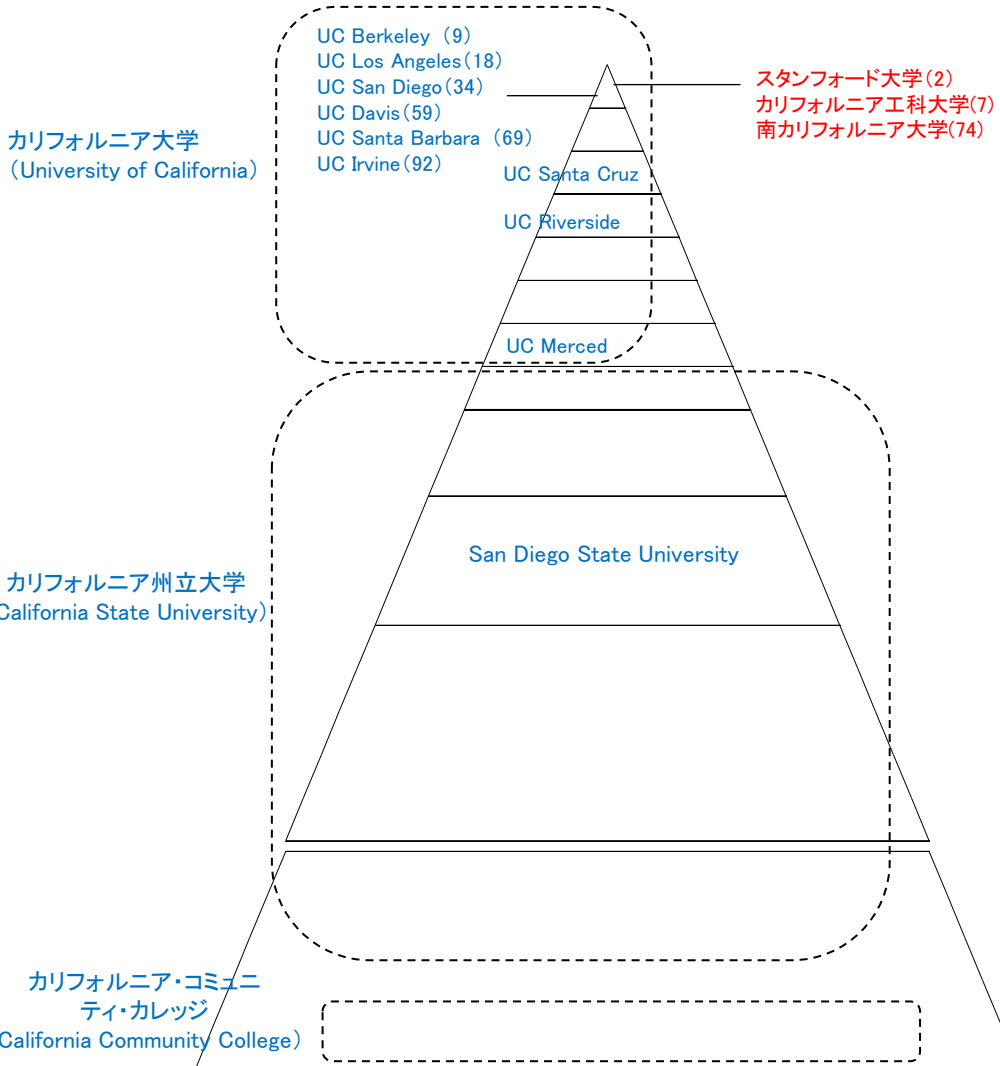 UC Berkeley (9)
UC Los Angeles(18)
UC San Diego(34)
UC Davis(59)
UC Santa Barbara (69)
UC Irvine(92)
スタンフォード大学(2)
カリフォルニア工科大学(7)
南カリフォルニア大学(74)
カリフォルニア大学
(University of California)
UC Santa Cruz
UC Riverside
UC Merced
San Diego State University
カリフォルニア州立大学
California State University)
カリフォルニア・コミュニ
ティ・カレッジ
California Community College)